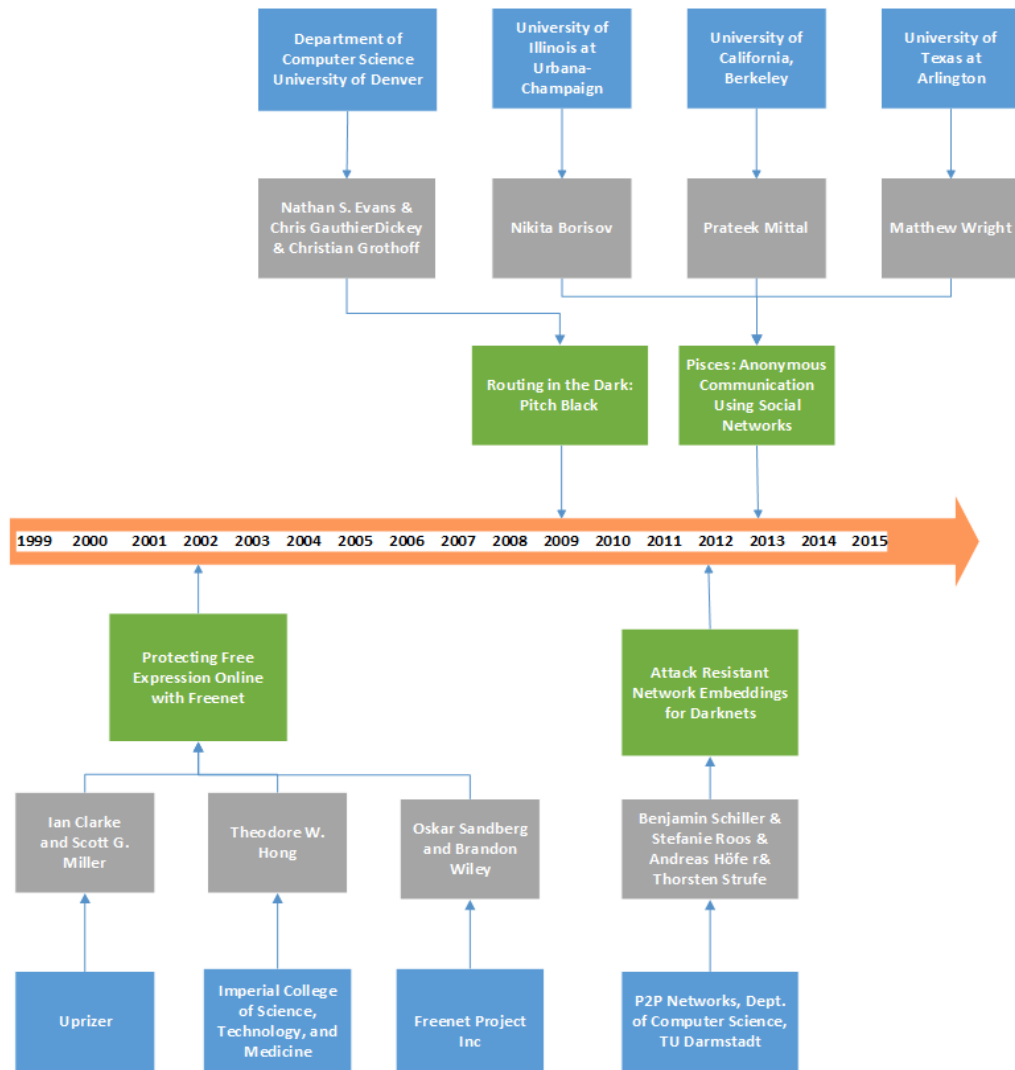 Department of
Computer Science
University of Denver
University of
Illinois at
Urbana-
Champaign
University of
California,
Berkeley
University of
Texas at
Arlington
Nathan S. Evans &
Chris GauthierDickey
& Christian Grothoff
Nikita Borisov
Prateek Mittal
Matthew Wright
Routing in the Dark:
Pitch Black
Pisces: Anonymous
Communication
Using Social
Networks
1999 2000 2001 2002 2003 2004 2005 2006 2007 2008 2009 2010 2011 2012 2013 2014 2015
Protecting Free
Expression Online
with Freenet
Attack Resistant
Network Embeddings
for Darknets
Ian Clarke
and Scott G.
Miller
Theodore W.
Hong
Oskar Sandberg
and Brandon
Wiley
Benjamin Schiller &
Stefanie Roos &
Andreas Höfe r&
Thorsten Strufe
Uprizer
Imperial College
of Science,
Technology, and
Medicine
Freenet Project
Inc
P2P Networks, Dept.
of Computer Science,
TU Darmstadt